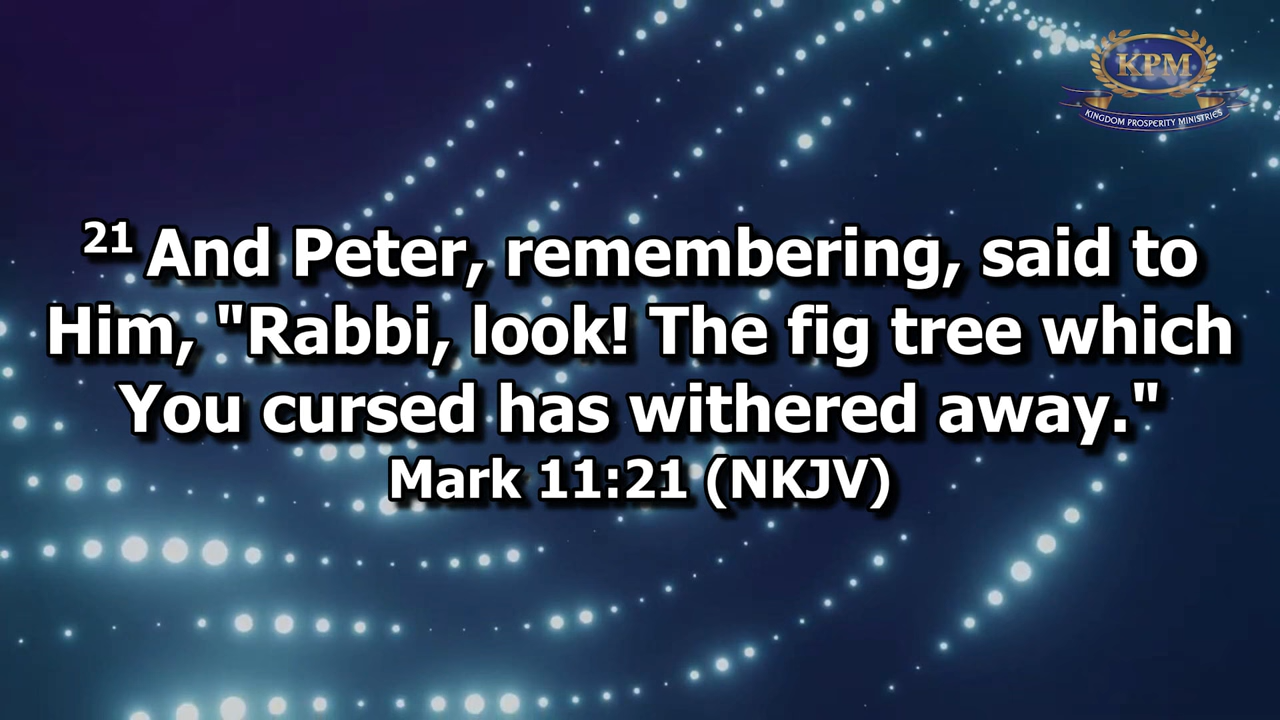 KPM
KINGDOM PROSPERITY MINISTRIES
21 And Peter, remembering, said to
Him, "Rabbi, look! The fig tree which
You cursed has withered away."
Mark 11:21 (NKJV)